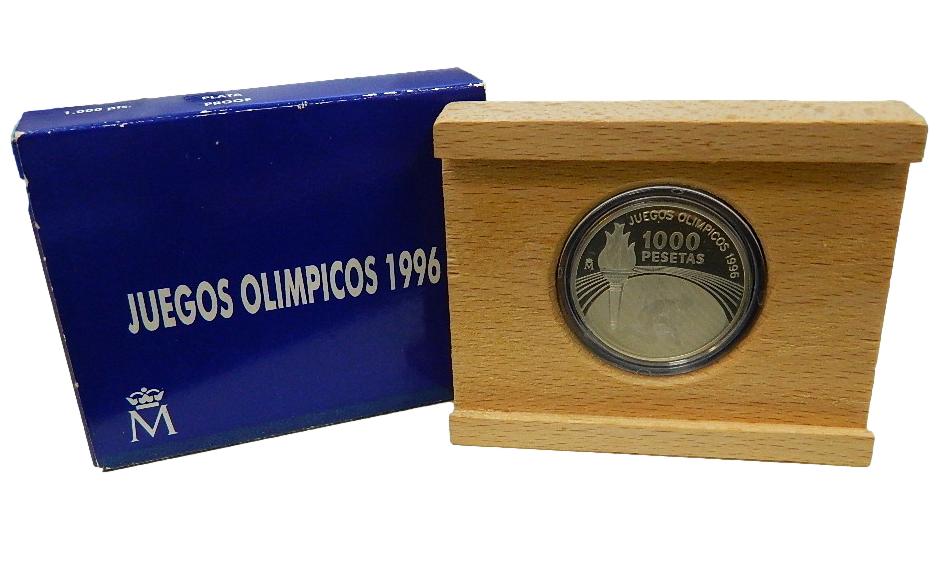 1.000 pts.
PLATA
PROOF
JUEGOS OLIMPICOS 1996
M
JUEGOS OLIMPICOS 1996
1000
PESETAS
M